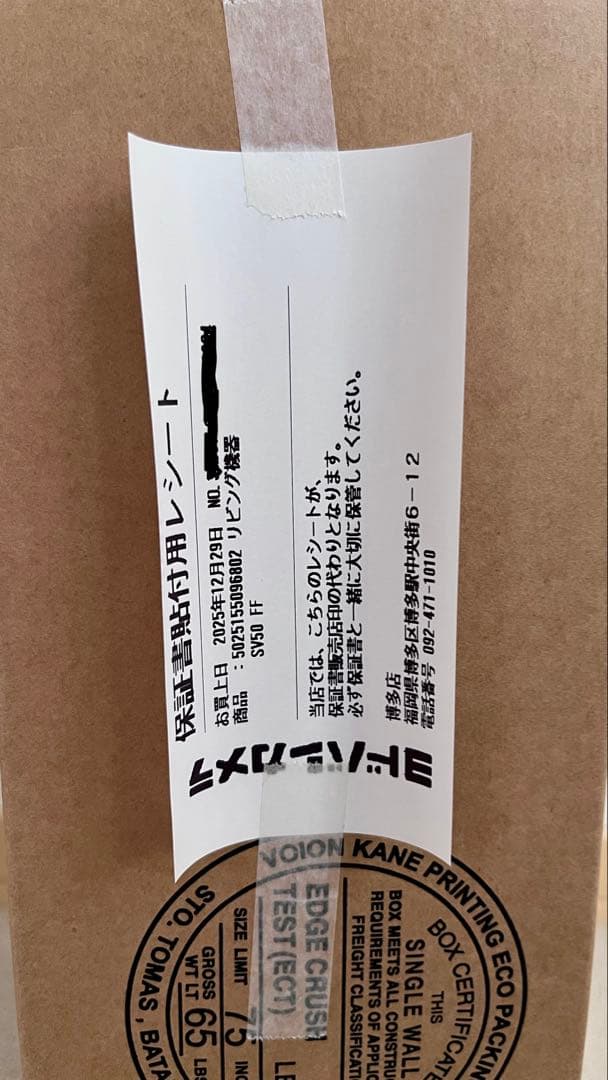 保証書貼付用レシート
お買上日 2025年12月29日 NO.
商品 : 5025155096802 リビング機器
SV50 FF
当店では、こちらのレシートが、
保証書販売店印の代わりとなります。
必ず保証書と一緒に大切に保管してください。
博多店
福岡県博多区博多駅中央街6-12
電話番号 092-471-1010
ヨドバシカメラ
KANE PRINTING ECO PACKING
BOX CERTIFICATE
THIS
SINGLE WALL
BOX MEETS ALL CONSTRU
REQUIREMENTS OF APPLIC
FREIGHT CLASSIFICAT
EDGE CRUSH
TEST (ECT)
SIZE LIMIT 75
GROSS
WT LT 65 LBS
STO. TOMAS, BATA